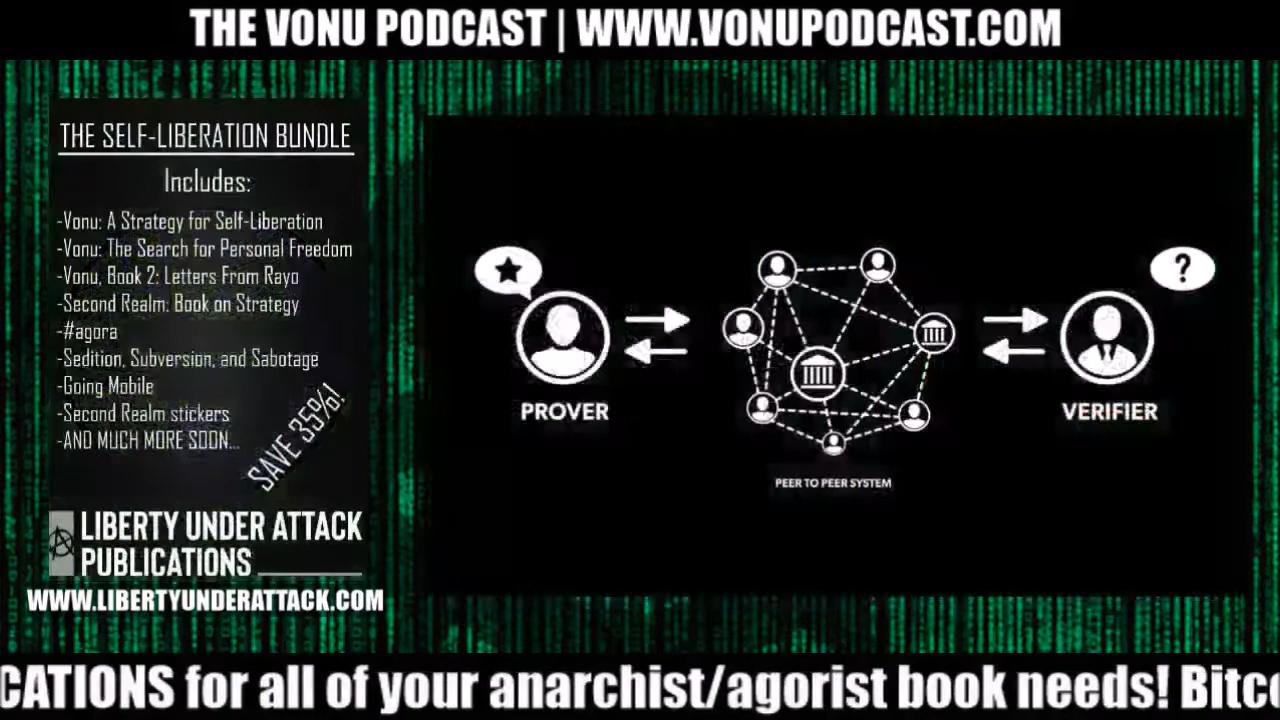 THE VONU PODCAST | WWW.VONUPODCAST.COM
THE SELF-LIBERATION BUNDLE
Includes:
-Vonu: A Strategy for Self-Liberation
-Vonu: The Search for Personal Freedom
-Vonu, Book 2: Letters From Rayo
-Second Realm: Book on Strategy
-#agora
-Sedition, Subversion, and Sabotage
-Going Mobile
-Second Realm stickers
-AND MUCH MORE SOON...
SAVE 35%!
LIBERTY UNDER ATTACK
PUBLICATIONS
WWW.LIBERTYUNDERATTACK.COM
?
PROVER
VERIFIER
PEER TO PEER SYSTEM
CATIONS for all of your anarchist/agorist book needs! Bitc